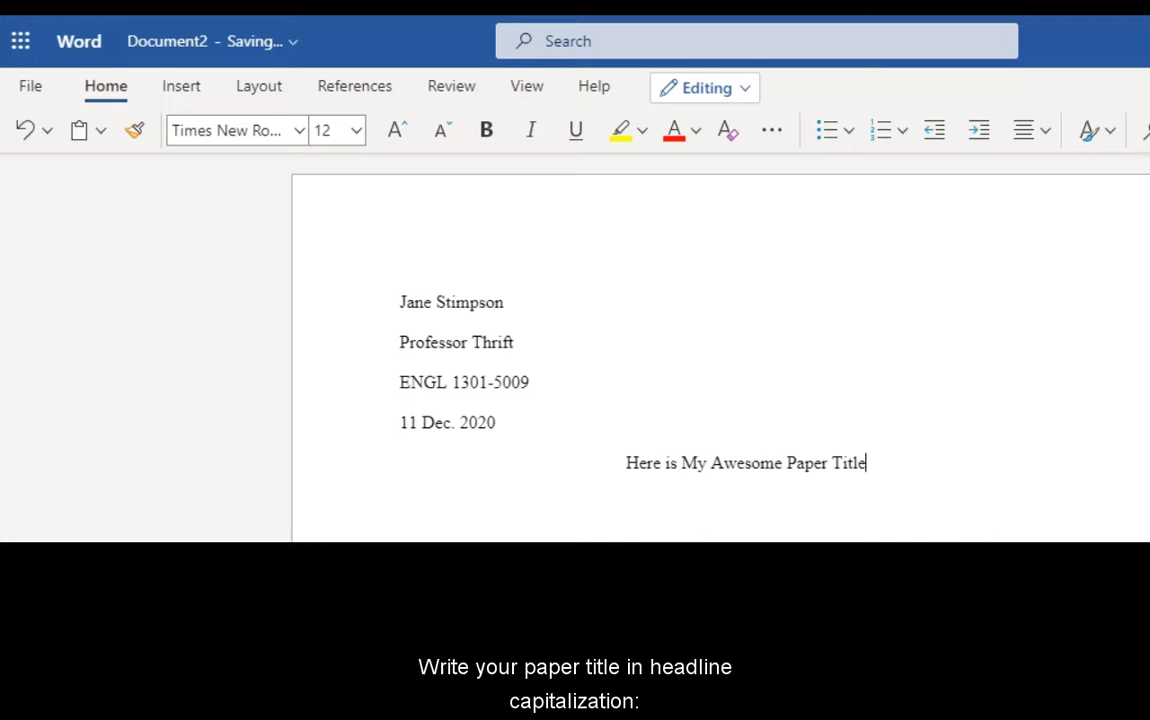 Word Document2 - Saving... Search
File Home Insert Layout References Review View Help Editing
Times New Ro... 12
Jane Stimpson
Professor Thrift
ENGL 1301-5009
11 Dec. 2020
Here is My Awesome Paper Title
Write your paper title in headline
capitalization: